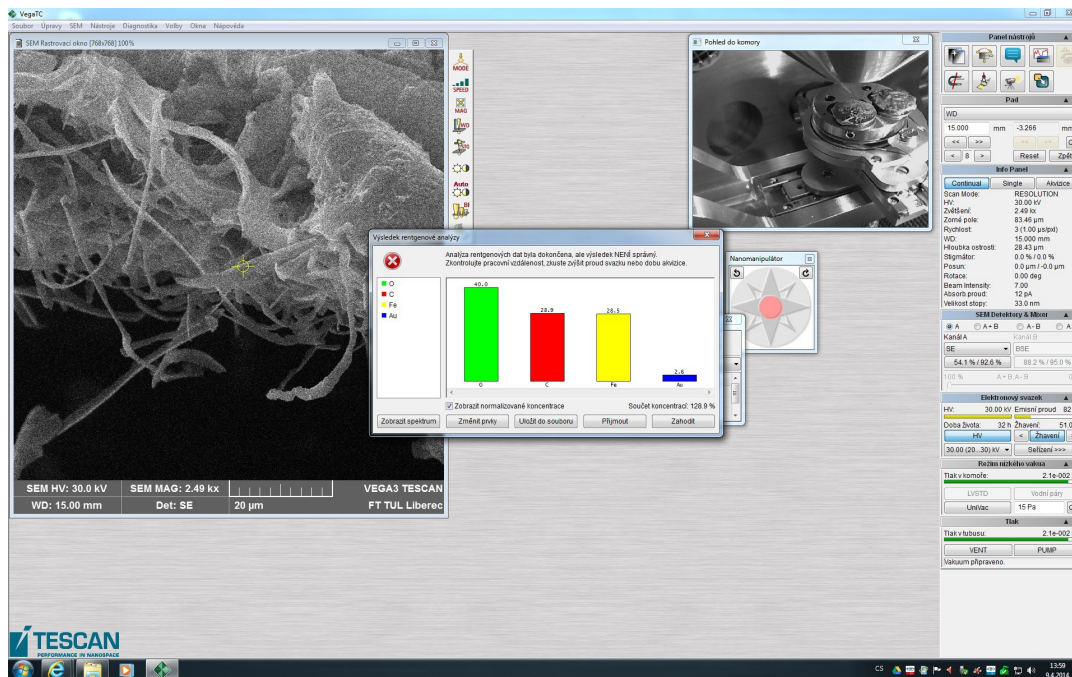 VegaTC
Soubor Úpravy SEM Nástroje Diagnostika Volby Okna Nápověda
SEM Rastrovací okno [768x768] 100%
MODE
SPEED
MAG
WD
Auto
BI
SEM HV: 30.0 kV SEM MAG: 2.49 kx VEGA3 TESCAN
WD: 15.00 mm Det: SE 20 µm FT TUL Liberec
Pohled do komory
Výsledek rentgenové analýzy
Analýza rentgenových dat byla dokončena, ale výsledek NENÍ správný.
Zkontrolujte pracovní vzdálenost, zkuste zvýšit proud svazku nebo dobu akvizice.
O
C
Fe
Au
40.0
28.9
28.5
2.6
O C Fe Au
Zobrazit normalizované koncentrace Součet koncentrací: 128.9 %
Zobrazit spektrum Změnit prvky Uložit do souboru Přijmout Zahodit
Nanomanipulátor
Panel nástrojů
Pad
WD
15.000 mm -3.266 mm
<< >> << >>
< 8 > Reset Zpět
Info Panel
Continual Single Akvizice
Scan Mode: RESOLUTION
HV: 30.00 kV
Zvětšení: 2.49 kx
Zorné pole: 83.46 µm
Rychlost: 3 (1.00 µs/pxl)
WD: 15.000 mm
Hloubka ostrosti: 28.43 µm
Stigmátor: 0.0 % / 0.0 %
Posun: 0.0 µm / -0.0 µm
Rotace: 0.00 deg
Beam Intensity: 7.00
Absorb.proud: 12 pA
Velikost stopy: 33.0 nm
SEM Detektory & Mixer
A A + B A - B A
Kanál A Kanál B
SE BSE
54.1 % / 92.6 % 88.2 % / 95.0 %
100 % A + B A - B 0
Elektronový svazek
HV: 30.00 kV Emisní proud 82
Doba života: 32 h Žhavení: 51.0
HV < Žhavení
30.00 (20...30) kV Seřízení >>>
Režim nízkého vakua
Tlak v komoře: 2.1e-002
LVSTD Vodní páry
UniVac 15 Pa
Tlak
Tlak v tubusu: 2.1e-002
VENT PUMP
Vakuum připraveno.
TESCAN
PERFORMANCE IN NANOSPACE
CS 13:59
9.4.2014